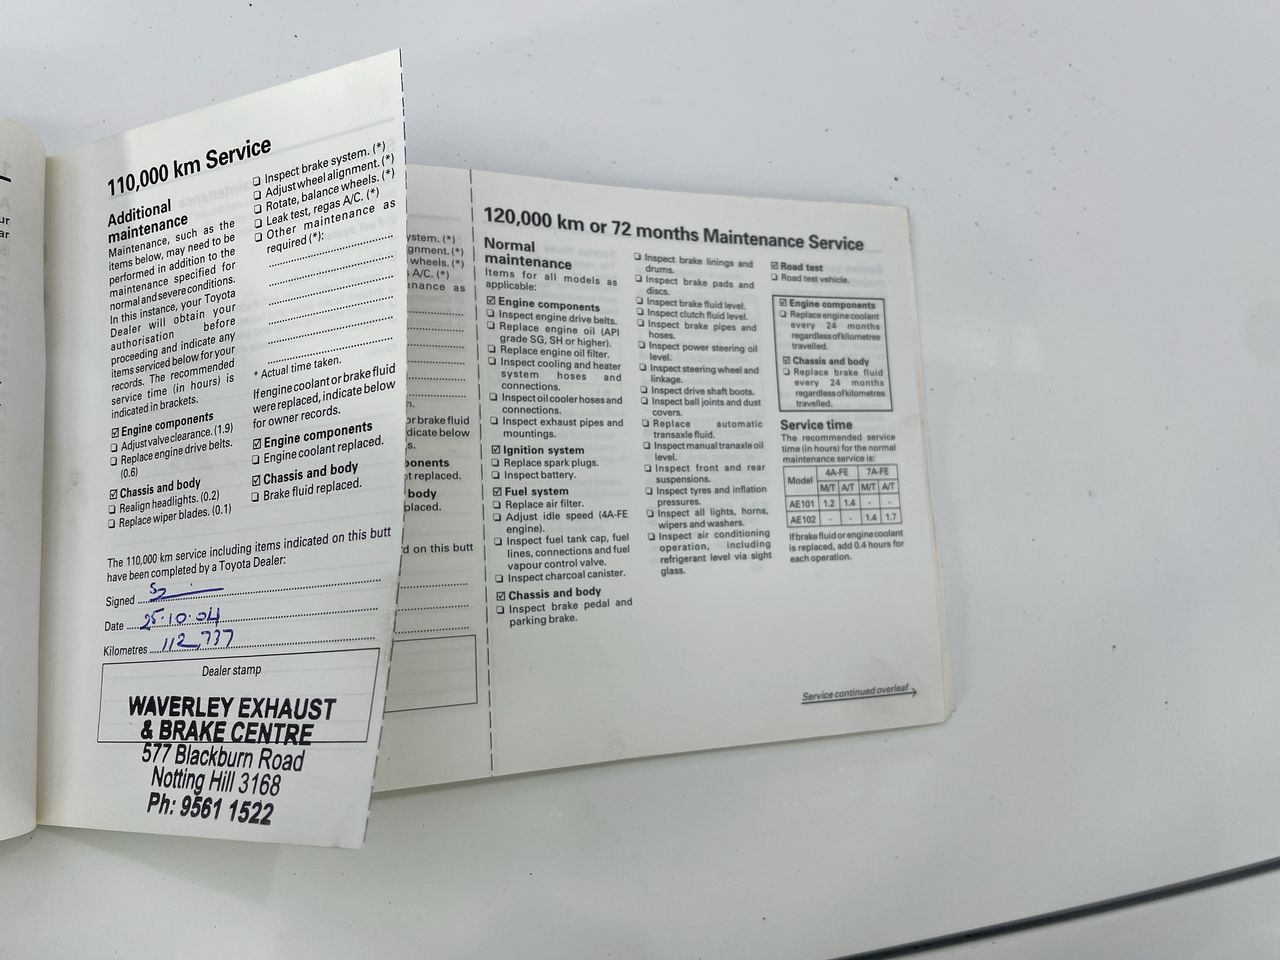 ur
ar
110,000 km Service
Additional
maintenance
Maintenance, such as the
items below, may need to be
performed in addition to the
maintenance specified for
normal and severe conditions.
In this instance, your Toyota
Dealer will obtain your
authorisation before
proceeding and indicate any
items serviced below for your
records. The recommended
service time (in hours) is
indicated in brackets.
☑ Engine components
❏ Adjust valve clearance. (1.9)
❏ Replace engine drive belts.
(0.6)
☑ Chassis and body
❏ Realign headlights. (0.2)
❏ Replace wiper blades. (0.1)
❏ Inspect brake system. (*)
❏ Adjust wheel alignment. (*)
❏ Rotate, balance wheels. (*)
❏ Leak test, regas A/C. (*)
❏ Other maintenance as
required (*):
* Actual time taken.
If engine coolant or brake fluid
were replaced, indicate below
for owner records.
☑ Engine components
❏ Engine coolant replaced.
☑ Chassis and body
❏ Brake fluid replaced.
The 110,000 km service including items indicated on this butt
have been completed by a Toyota Dealer:
Signed
Date 25·10·04
Kilometres 112,737
Dealer stamp
WAVERLEY EXHAUST
& BRAKE CENTRE
577 Blackburn Road
Notting Hill 3168
Ph: 9561 1522
ystem. (*)
gnment. (*)
wheels. (*)
A/C. (*)
nance as
n.
or brake fluid
dicate below
s.
ponents
nt replaced.
body
placed.
d on this butt
120,000 km or 72 months Maintenance Service
Normal
maintenance
Items for all models as
applicable:
☑ Engine components
❏ Inspect engine drive belts.
❏ Replace engine oil (API
grade SG, SH or higher).
❏ Replace engine oil filter.
❏ Inspect cooling and heater
system hoses and
connections.
❏ Inspect oil cooler hoses and
connections.
❏ Inspect exhaust pipes and
mountings.
☑ Ignition system
❏ Replace spark plugs.
❏ Inspect battery.
☑ Fuel system
❏ Replace air filter.
❏ Adjust idle speed (4A-FE
engine).
❏ Inspect fuel tank cap, fuel
lines, connections and fuel
vapour control valve.
❏ Inspect charcoal canister.
☑ Chassis and body
❏ Inspect brake pedal and
parking brake.
❏ Inspect brake linings and
drums.
❏ Inspect brake pads and
discs.
❏ Inspect brake fluid level.
❏ Inspect clutch fluid level.
❏ Inspect brake pipes and
hoses.
❏ Inspect power steering oil
level.
❏ Inspect steering wheel and
linkage.
❏ Inspect drive shaft boots.
❏ Inspect ball joints and dust
covers.
❏ Replace automatic
transaxle fluid.
❏ Inspect manual tranaxle oil
level.
❏ Inspect front and rear
suspensions.
❏ Inspect tyres and inflation
pressures.
❏ Inspect all lights, horns,
wipers and washers.
❏ Inspect air conditioning
operation, including
refrigerant level via sight
glass.
☑ Road test
❏ Road test vehicle.
☑ Engine components
❏ Replace engine coolant
every 24 months
regardless of kilometres
travelled.
☑ Chassis and body
❏ Replace brake fluid
every 24 months
regardless of kilometres
travelled.
Service time
The recommended service
time (in hours) for the normal
maintenance service is:
Model 4A-FE 7A-FE
M/T A/T M/T A/T
AE101 1.2 1.4 - -
AE102 - - 1.4 1.7
If brake fluid or engine coolant
is replaced, add 0.4 hours for
each operation.
Service continued overleaf